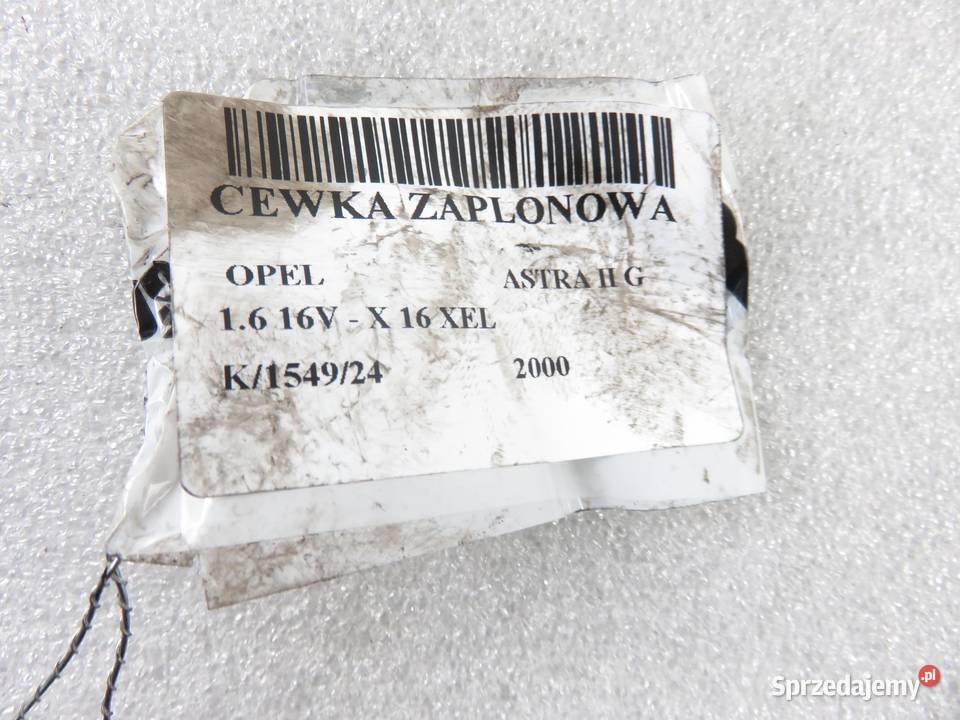 CEWKA ZAPLONOWA
OPEL ASTRA II G
1.6 16V - X 16 XEL
K/1549/24 2000
Sprzedajemy.pl